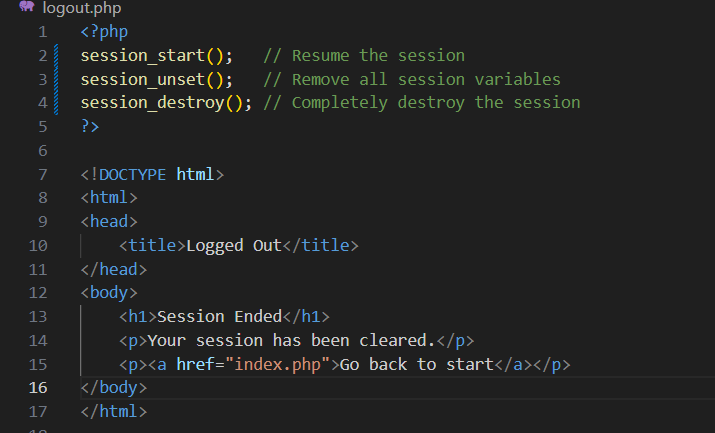 logout.php
1 <?php
2 session_start();   // Resume the session
3 session_unset();   // Remove all session variables
4 session_destroy(); // Completely destroy the session
5 ?>
6
7 <!DOCTYPE html>
8 <html>
9 <head>
10     <title>Logged Out</title>
11 </head>
12 <body>
13     <h1>Session Ended</h1>
14     <p>Your session has been cleared.</p>
15     <p><a href="index.php">Go back to start</a></p>
16 </body>
17 </html>
18